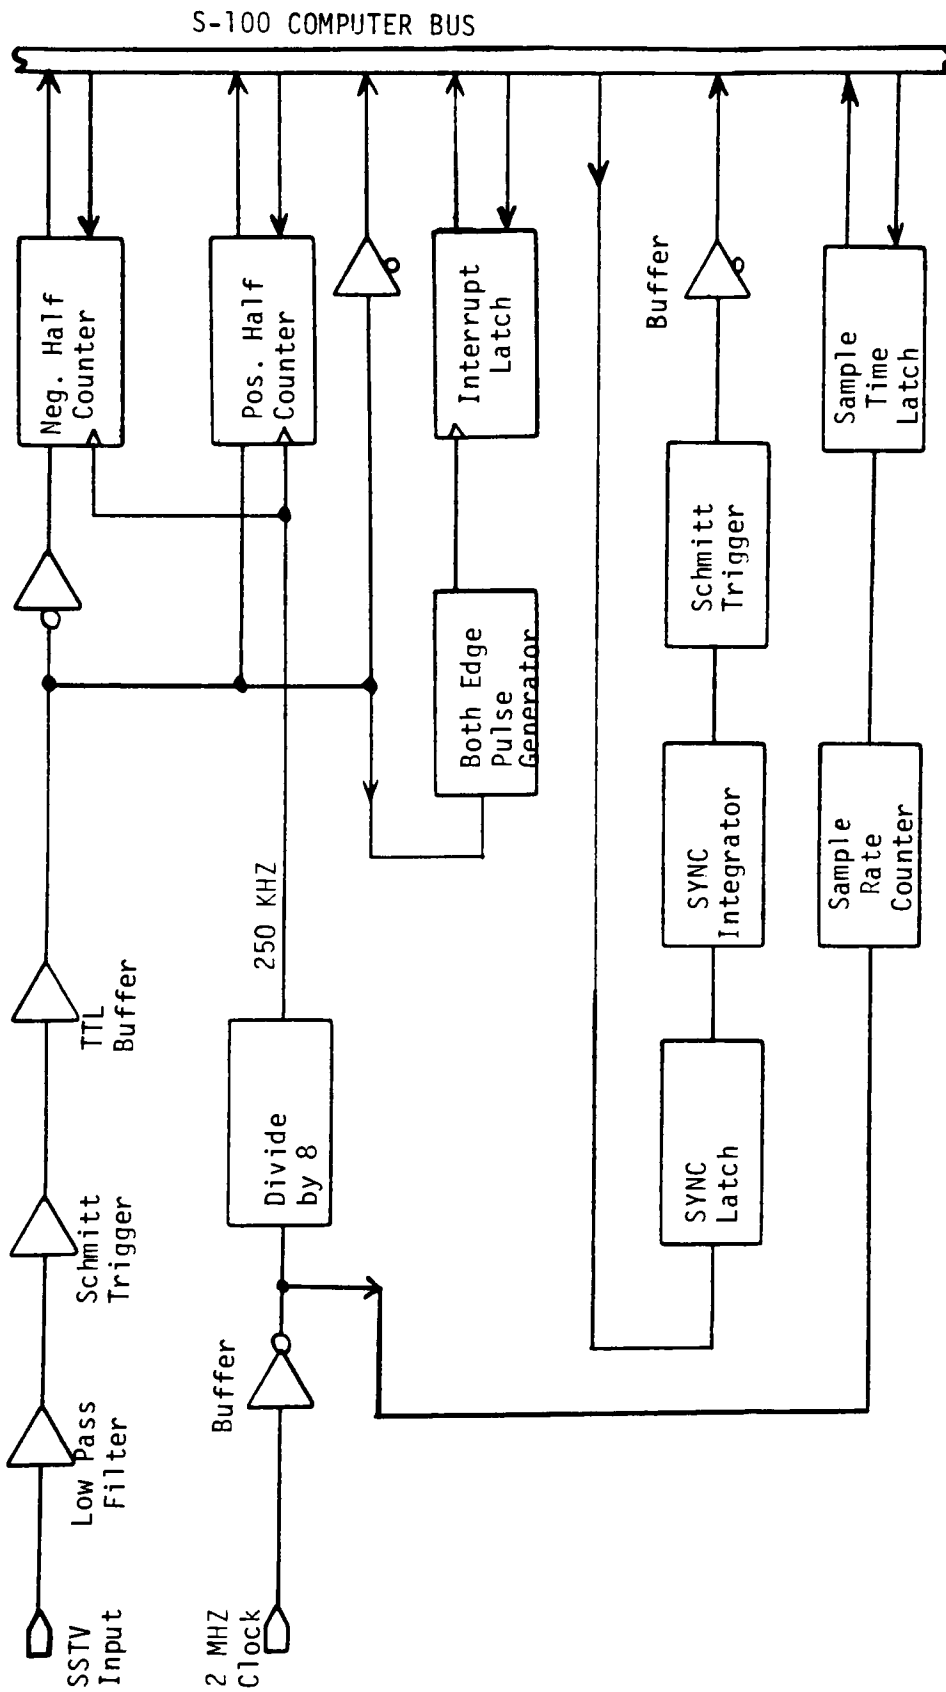 S-100 COMPUTER BUS
SSTV
Input
Low Pass
Filter
Schmitt
Trigger
TTL
Buffer
Neg. Half
Counter
2 MHZ
Clock
Buffer
Divide
by 8
250 KHZ
Pos. Half
Counter
Both Edge
Pulse
Generator
Interrupt
Latch
SYNC
Latch
SYNC
Integrator
Schmitt
Trigger
Buffer
Sample
Rate
Counter
Sample
Time
Latch